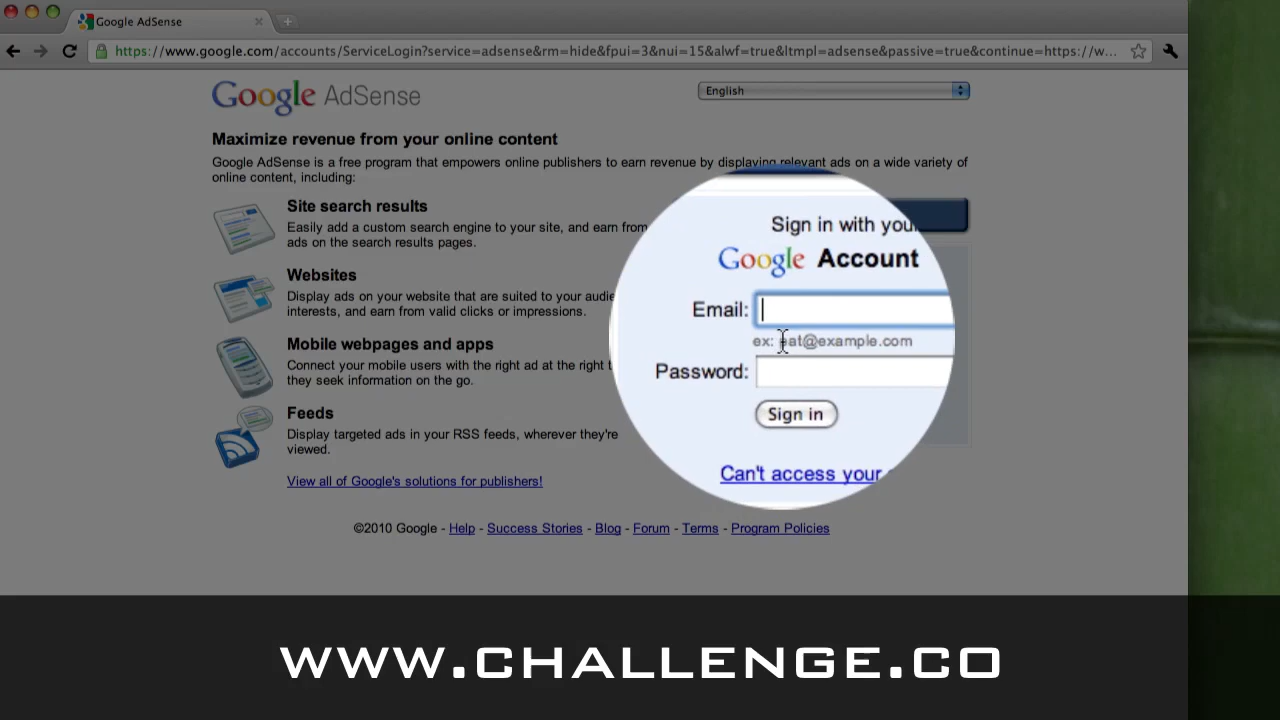 Google AdSense
https://www.google.com/accounts/ServiceLogin?service=adsense&rm=hide&fpui=3&nui=15&alwf=true&ltmpl=adsense&passive=true&continue=https://w...
Google AdSense
English
Maximize revenue from your online content
Google AdSense is a free program that empowers online publishers to earn revenue by displaying relevant ads on a wide variety of
online content, including:
Site search results
Easily add a custom search engine to your site, and earn from
ads on the search results pages.
Websites
Display ads on your website that are suited to your audie
interests, and earn from valid clicks or impressions.
Mobile webpages and apps
Connect your mobile users with the right ad at the right t
they seek information on the go.
Feeds
Display targeted ads in your RSS feeds, wherever they're
viewed.
View all of Google's solutions for publishers!
Sign in with your
Google Account
Email:
ex: pat@example.com
Password:
Sign in
Can't access your
©2010 Google - Help - Success Stories - Blog - Forum - Terms - Program Policies
WWW.CHALLENGE.CO